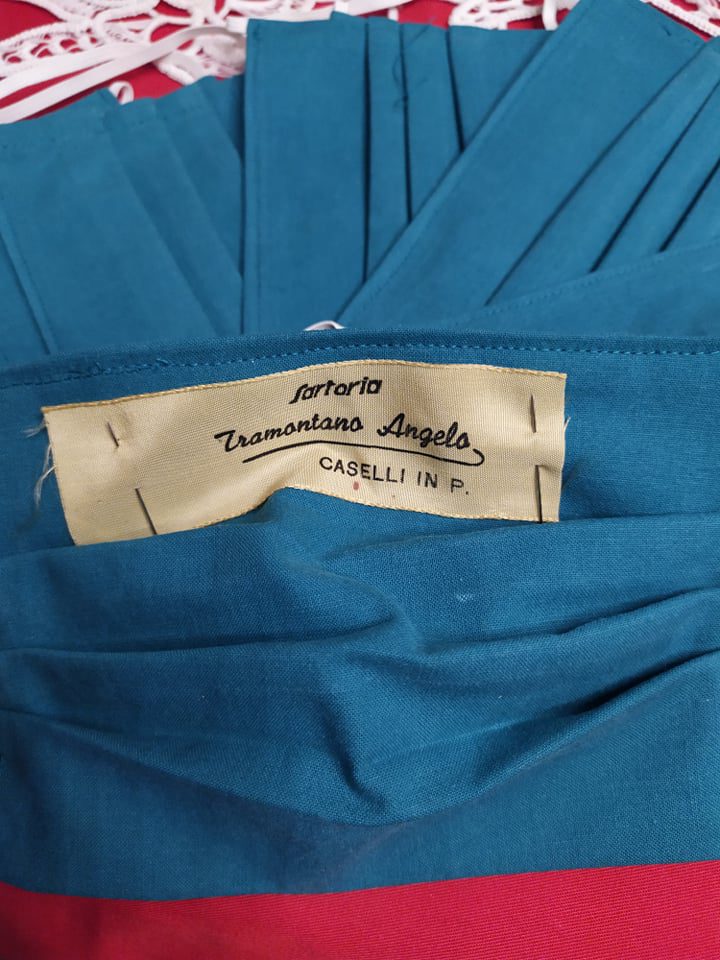 Sartoria
Tramontano Angelo
CASELLI IN P.